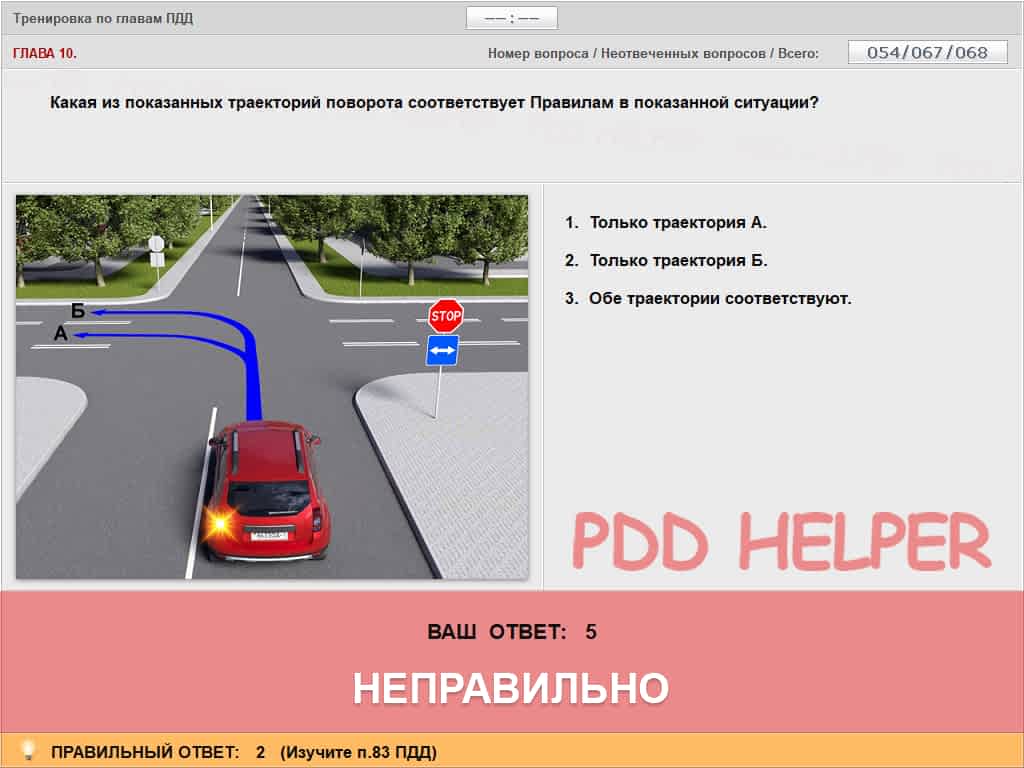 Тренировка по главам ПДД
—— : ——
ГЛАВА 10.
Номер вопроса / Неотвеченных вопросов / Всего:
054/067/068
Какая из показанных траекторий поворота соответствует Правилам в показанной ситуации?
Б
А
STOP
1. Только траектория А.
2. Только траектория Б.
3. Обе траектории соответствуют.
PDD HELPER
ВАШ ОТВЕТ: 5
НЕПРАВИЛЬНО
ПРАВИЛЬНЫЙ ОТВЕТ: 2 (Изучите п.83 ПДД)